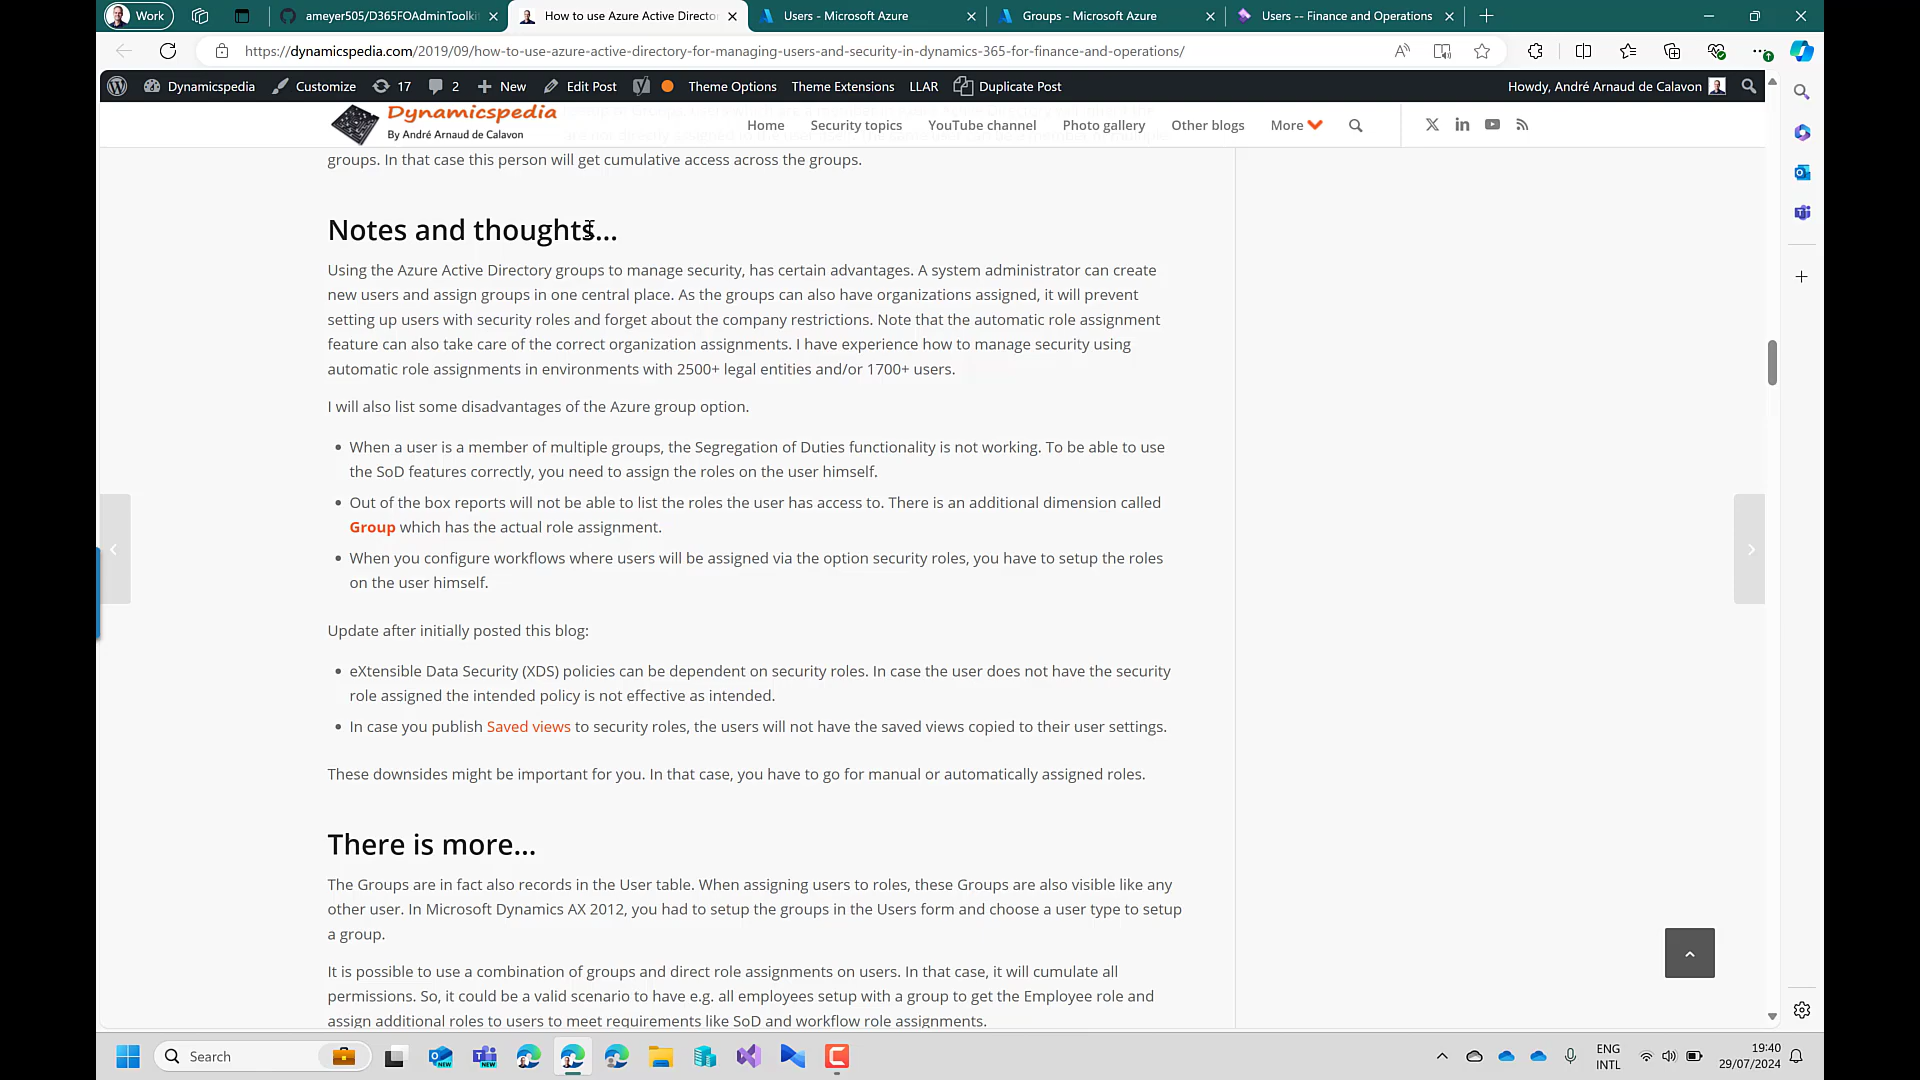 Work
ameyer505/D365FOAdminToolki
How to use Azure Active Director
Users - Microsoft Azure
Groups - Microsoft Azure
Users -- Finance and Operations
https://dynamicspedia.com/2019/09/how-to-use-azure-active-directory-for-managing-users-and-security-in-dynamics-365-for-finance-and-operations/
Dynamicspedia
Customize
17
2
New
Edit Post
Theme Options
Theme Extensions
LLAR
Duplicate Post
Howdy, André Arnaud de Calavon
Dynamicspedia
By André Arnaud de Calavon
Home
Security topics
YouTube channel
Photo gallery
Other blogs
More
groups. In that case this person will get cumulative access across the groups.
Notes and thoughts...
Using the Azure Active Directory groups to manage security, has certain advantages. A system administrator can create
new users and assign groups in one central place. As the groups can also have organizations assigned, it will prevent
setting up users with security roles and forget about the company restrictions. Note that the automatic role assignment
feature can also take care of the correct organization assignments. I have experience how to manage security using
automatic role assignments in environments with 2500+ legal entities and/or 1700+ users.
I will also list some disadvantages of the Azure group option.
• When a user is a member of multiple groups, the Segregation of Duties functionality is not working. To be able to use
the SoD features correctly, you need to assign the roles on the user himself.
• Out of the box reports will not be able to list the roles the user has access to. There is an additional dimension called
Group which has the actual role assignment.
• When you configure workflows where users will be assigned via the option security roles, you have to setup the roles
on the user himself.
Update after initially posted this blog:
• eXtensible Data Security (XDS) policies can be dependent on security roles. In case the user does not have the security
role assigned the intended policy is not effective as intended.
• In case you publish Saved views to security roles, the users will not have the saved views copied to their user settings.
These downsides might be important for you. In that case, you have to go for manual or automatically assigned roles.
There is more...
The Groups are in fact also records in the User table. When assigning users to roles, these Groups are also visible like any
other user. In Microsoft Dynamics AX 2012, you had to setup the groups in the Users form and choose a user type to setup
a group.
It is possible to use a combination of groups and direct role assignments on users. In that case, it will cumulate all
permissions. So, it could be a valid scenario to have e.g. all employees setup with a group to get the Employee role and
assign additional roles to users to meet requirements like SoD and workflow role assignments.
Search
ENG
INTL
19:40
29/07/2024